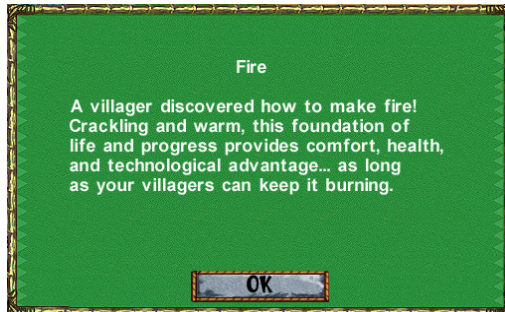 Fire
A villager discovered how to make fire!
Crackling and warm, this foundation of
life and progress provides comfort, health,
and technological advantage... as long
as your villagers can keep it burning.
OK